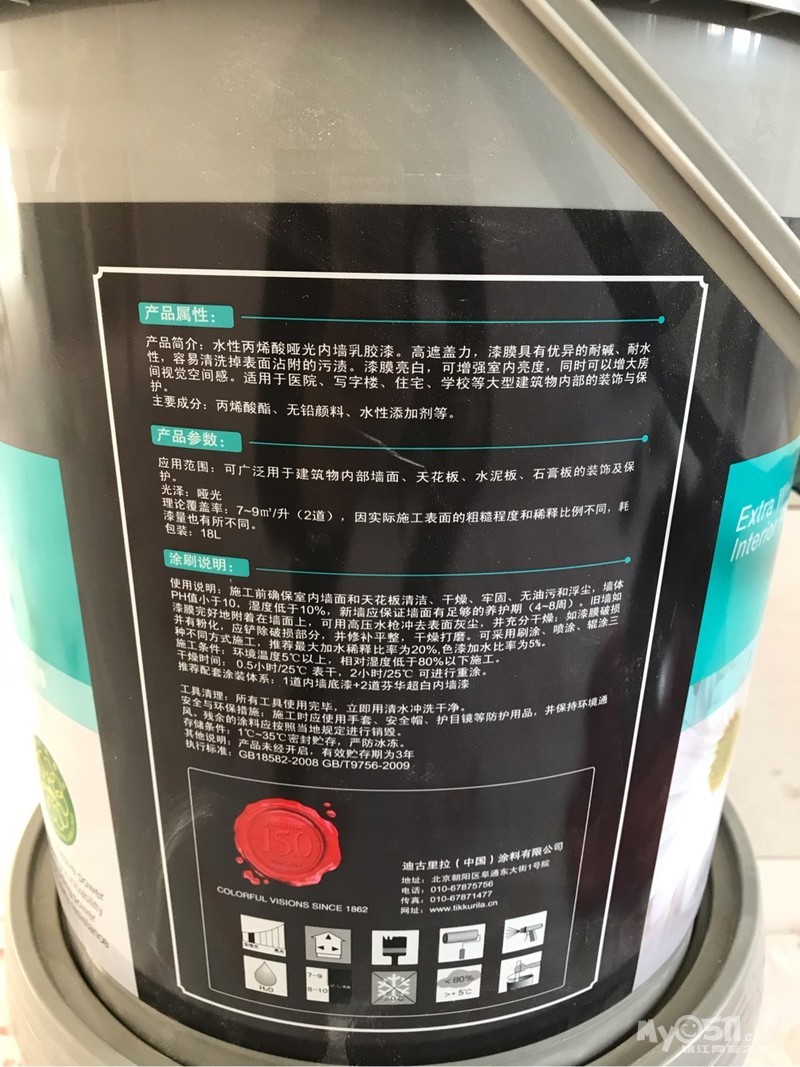 产品属性:
产品简介: 水性丙烯酸哑光内墙乳胶漆。高遮盖力, 漆膜具有优异的耐碱、耐水
性, 容易清洗掉表面沾附的污渍。漆膜亮白, 可增强室内亮度, 同时可以增大房
间视觉空间感。适用于医院、写字楼、住宅、学校等大型建筑物内部的装饰与保
护。
主要成分: 丙烯酸酯、无铅颜料、水性添加剂等。
产品参数:
应用范围: 可广泛用于建筑物内部墙面、天花板、水泥板、石膏板的装饰及保
护。
光泽: 哑光
理论覆盖率: 7~9㎡/升 (2道), 因实际施工表面的粗糙程度和稀释比例不同, 耗
漆量也有所不同。
包装: 18L
涂刷说明:
使用说明: 施工前确保室内墙面和天花板清洁、干燥、牢固、无油污和浮尘, 墙体
PH值小于10, 湿度低于10%, 新墙应保证墙面有足够的养护期 (4~8周)。旧墙如
漆膜完好地附着在墙面上, 可用高压水枪冲去表面灰尘, 并充分干燥; 如漆膜破损
并有粉化, 应铲除破损部分, 并修补平整, 干燥打磨。可采用刷涂、喷涂、辊涂三
种不同方式施工, 推荐最大加水稀释比率为20%,色漆加水比率为5%。
施工条件: 环境温度5℃以上, 相对湿度低于80%以下施工。
干燥时间: 0.5小时/25℃ 表干, 2小时/25℃ 可进行重涂。
推荐配套涂装体系: 1道内墙底漆+2道芬华超白内墙漆
工具清理: 所有工具使用完毕, 立即用清水冲洗干净。
安全与环保措施: 施工时应使用手套、安全帽、护目镜等防护用品, 并保持环境通
风。残余的涂料应按照当地规定进行销毁。
存储条件: 1℃~35℃密封贮存, 严防冰冻。
其他说明: 产品未经开启, 有效贮存期为3年
执行标准: GB18582-2008 GB/T9756-2009
150
COLORFUL VISIONS SINCE 1862
迪古里拉(中国)涂料有限公司
地址: 北京朝阳区阜通东大街1号院
电话: 010-67875756
传真: 010-67871477
网址: www.tikkurila.cn
H₂O
7-9
8-10
<80%
>+5℃
Extra
Interior
power
power
MyO511